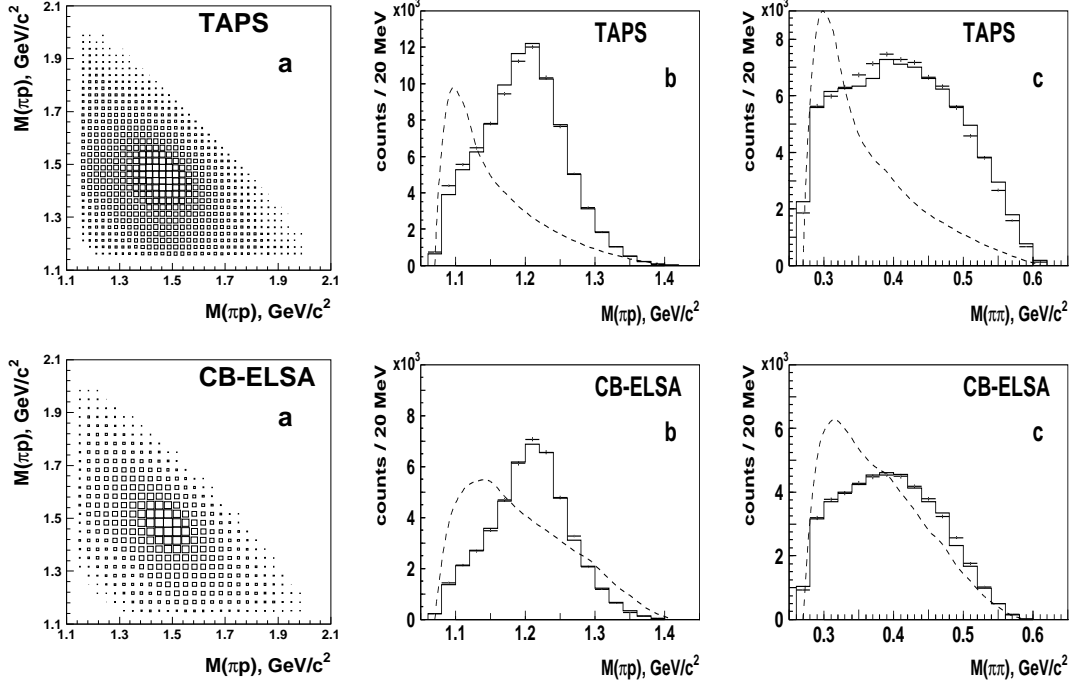 TAPS
a
M(πp), GeV/c²
2.1
1.9
1.7
1.5
1.3
1.1
1.1 1.3 1.5 1.7 1.9 2.1
M(πp), GeV/c²
×10³
TAPS
b
counts / 20 MeV
12
10
8
6
4
2
0
1.1 1.2 1.3 1.4
M(πp), GeV/c²
×10³
TAPS
c
counts / 20 MeV
8
6
4
2
0
0.3 0.4 0.5 0.6
M(ππ), GeV/c²
CB-ELSA
a
M(πp), GeV/c²
2.1
1.9
1.7
1.5
1.3
1.1
1.1 1.3 1.5 1.7 1.9 2.1
M(πp), GeV/c²
×10³
CB-ELSA
b
counts / 20 MeV
8
6
4
2
0
1.1 1.2 1.3 1.4
M(πp), GeV/c²
×10³
CB-ELSA
c
counts / 20 MeV
6
4
2
0
0.3 0.4 0.5 0.6
M(ππ), GeV/c²